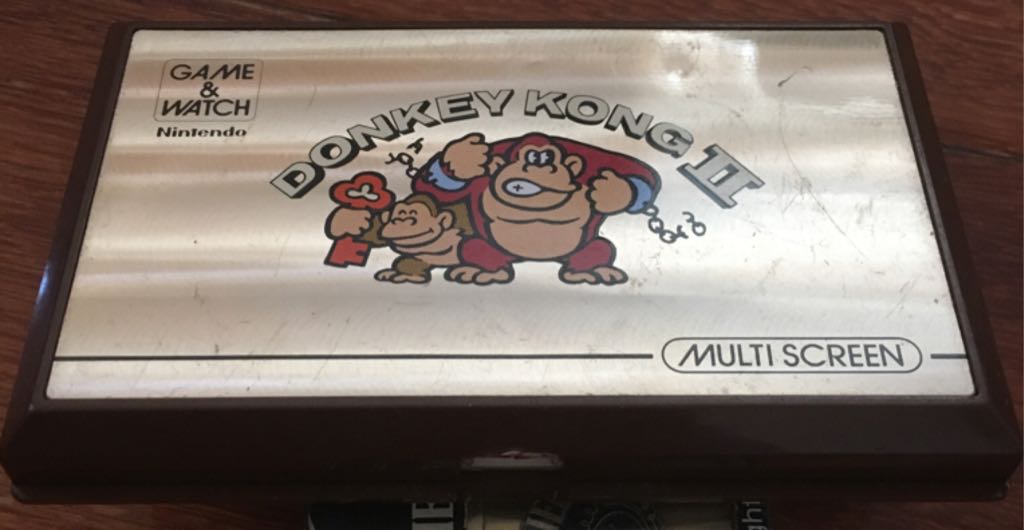 GAME
&
WATCH
Nintendo
DONKEY KONG II
MULTI SCREEN